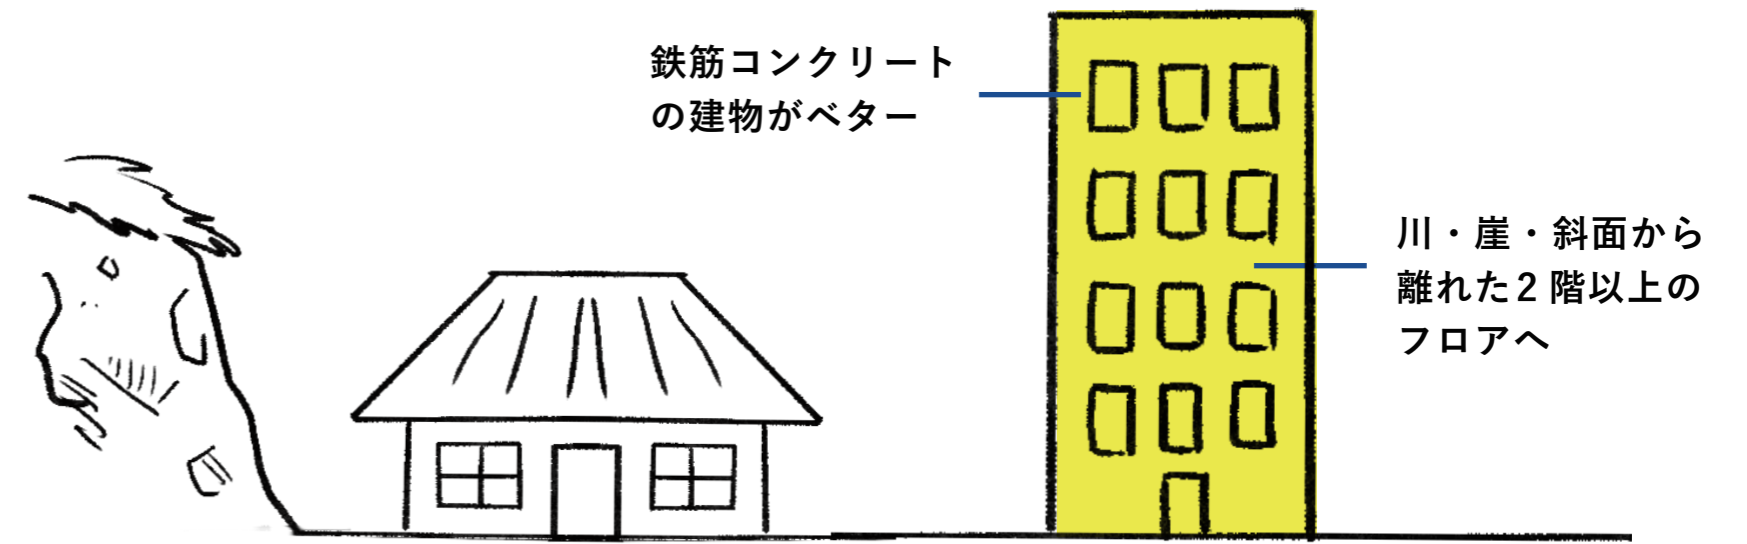 鉄筋コンクリート
の建物がベター
川・崖・斜面から
離れた2階以上の
フロアへ